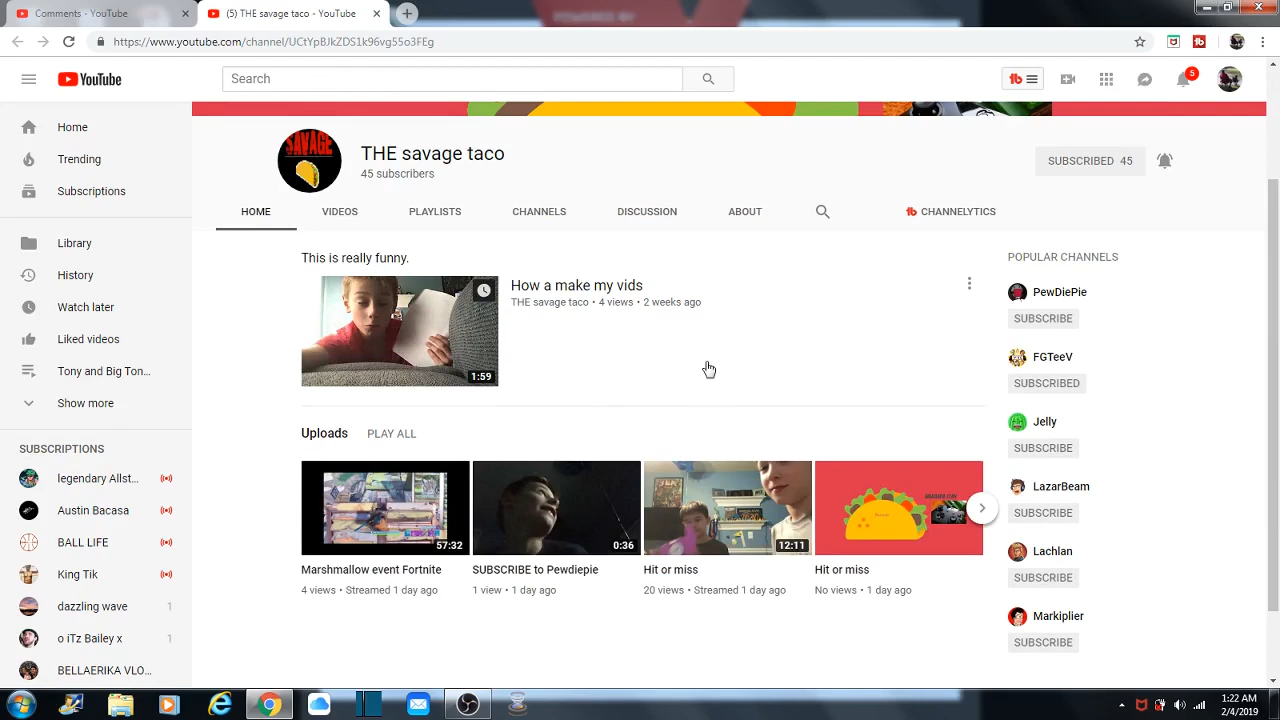 Comments - YouTube
(5) THE savage taco - YouTube
https://www.youtube.com/channel/UCtYpBJkZDS1k96vg55o3FEg
YouTube
Search
tb
5
Home
Trending
Subscriptions
Library
History
Watch later
Liked videos
Tony and Big Ton...
Show more
SUBSCRIPTIONS
legendary Allst...
Austin Bacasa
BALL LIFE
King Tik
dazzling wave 1
o iTz Bailey x 1
BELLAERIKA VLO...
SAVAGE
THE savage taco
45 subscribers
SUBSCRIBED 45
HOME VIDEOS PLAYLISTS CHANNELS DISCUSSION ABOUT tb CHANNELYTICS
This is really funny.
1:59
How a make my vids
THE savage taco • 4 views • 2 weeks ago
Uploads PLAY ALL
57:32
Marshmallow event Fortnite
4 views • Streamed 1 day ago
0:36
SUBSCRIBE to Pewdiepie
1 view • 1 day ago
12:11
Hit or miss
20 views • Streamed 1 day ago
Hit or miss
No views • 1 day ago
POPULAR CHANNELS
PewDiePie
SUBSCRIBE
FGTeeV
SUBSCRIBED
Jelly
SUBSCRIBE
LazarBeam
SUBSCRIBE
Lachlan
SUBSCRIBE
Markiplier
SUBSCRIBE
1:22 AM
2/4/2019